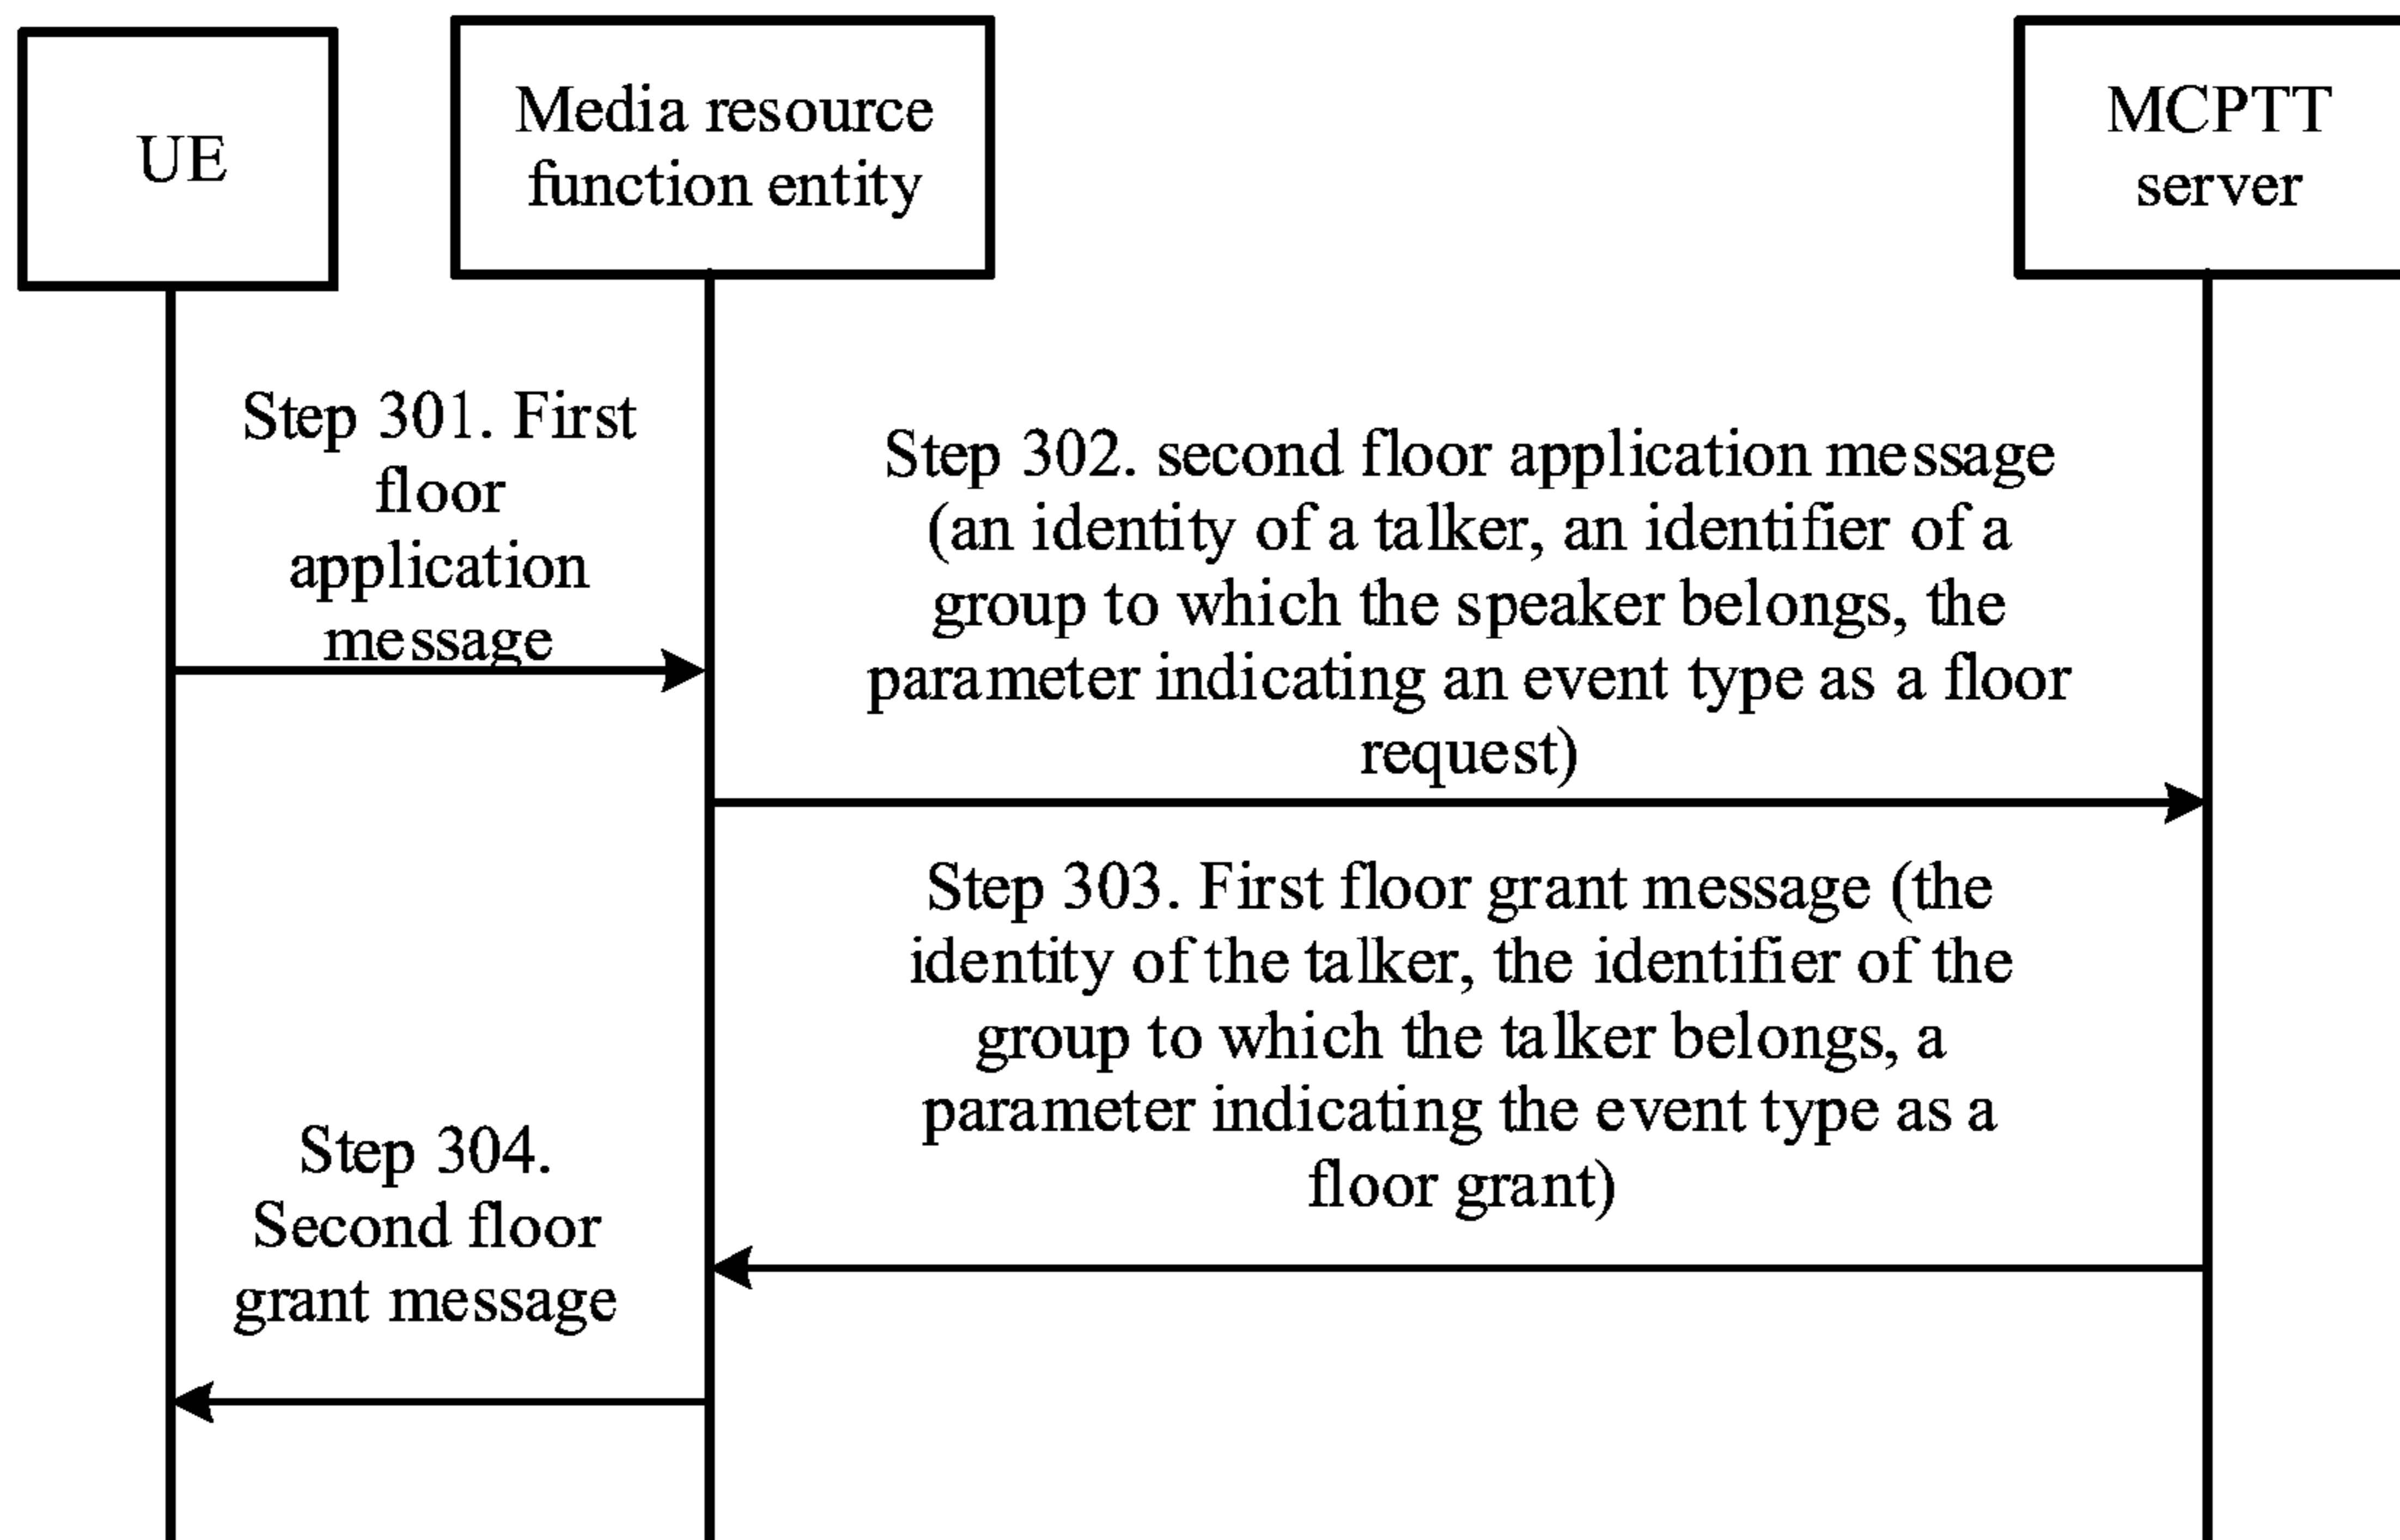 UE
Media resource
function entity
MCPTT
server
Step 301. First
floor
application
message
Step 302. second floor application message
(an identity of a talker, an identifier of a
group to which the speaker belongs, the
parameter indicating an event type as a floor
request)
Step 303. First floor grant message (the
identity of the talker, the identifier of the
group to which the talker belongs, a
parameter indicating the event type as a
floor grant)
Step 304.
Second floor
grant message